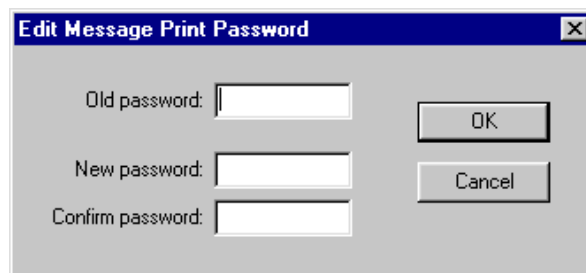 Edit Message Print Password
Old password:
OK
New password:
Cancel
Confirm password: